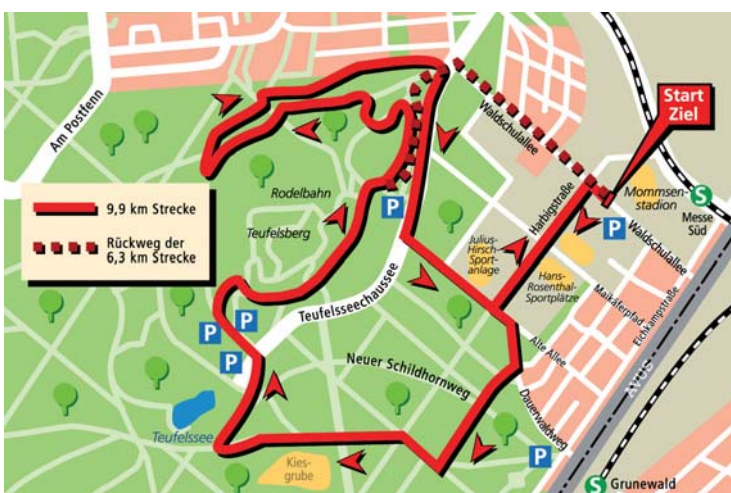 Am Postfenn
Waldschulallee
Start
Ziel
9,9 km Strecke
Rückweg der
6,3 km Strecke
Rodelbahn
Teufelsberg
P
Harbigstraße
Mommsen-
stadion
S
Messe
Süd
P
Waldschulallee
Julius-
Hirsch-
Sport-
anlage
Hans-
Rosenthal-
Sportplätze
Maikäferpfad
Eichkampstraße
Teufelsseechaussee
P
P
P
Alte Allee
AVUS
Neuer Schildhornweg
Dauerwaldweg
Teufelssee
Kies-
grube
P
S
Grunewald